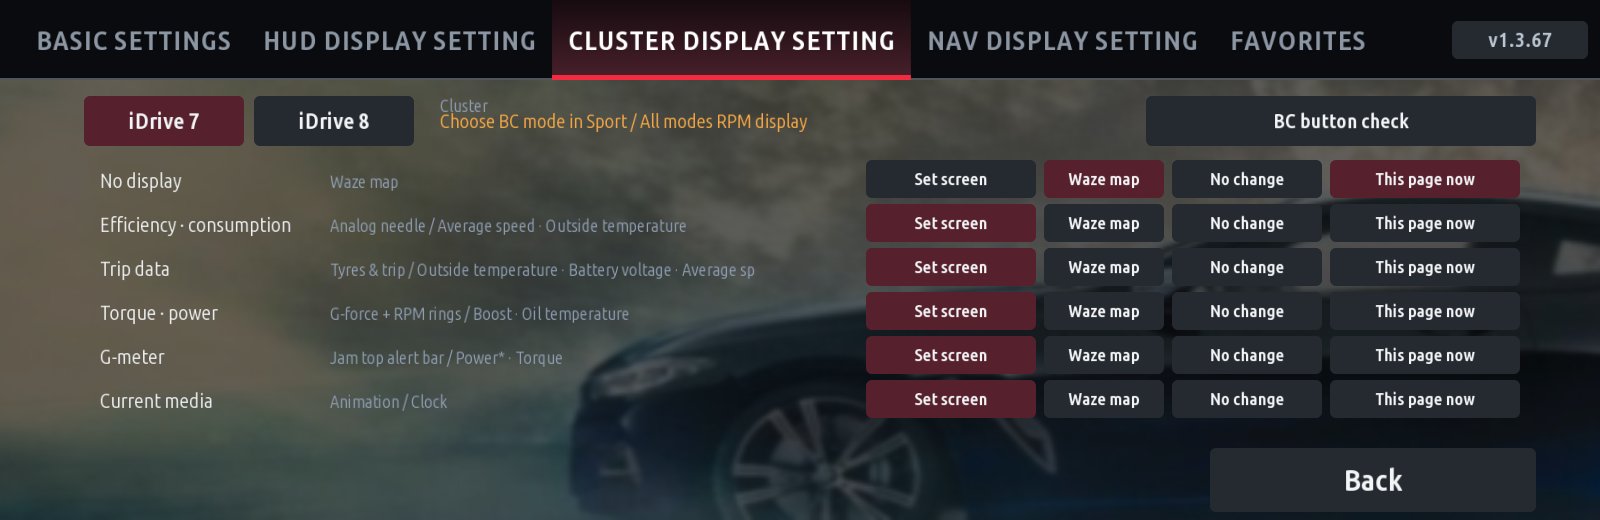 BASIC SETTINGS HUD DISPLAY SETTING CLUSTER DISPLAY SETTING NAV DISPLAY SETTING FAVORITES v1.3.67
iDrive 7 iDrive 8 Cluster
Choose BC mode in Sport / All modes RPM display BC button check
No display Waze map Set screen Waze map No change This page now
Efficiency · consumption Analog needle / Average speed · Outside temperature Set screen Waze map No change This page now
Trip data Tyres & trip / Outside temperature · Battery voltage · Average sp Set screen Waze map No change This page now
Torque · power G-force + RPM rings / Boost · Oil temperature Set screen Waze map No change This page now
G-meter Jam top alert bar / Power* · Torque Set screen Waze map No change This page now
Current media Animation / Clock Set screen Waze map No change This page now
Back